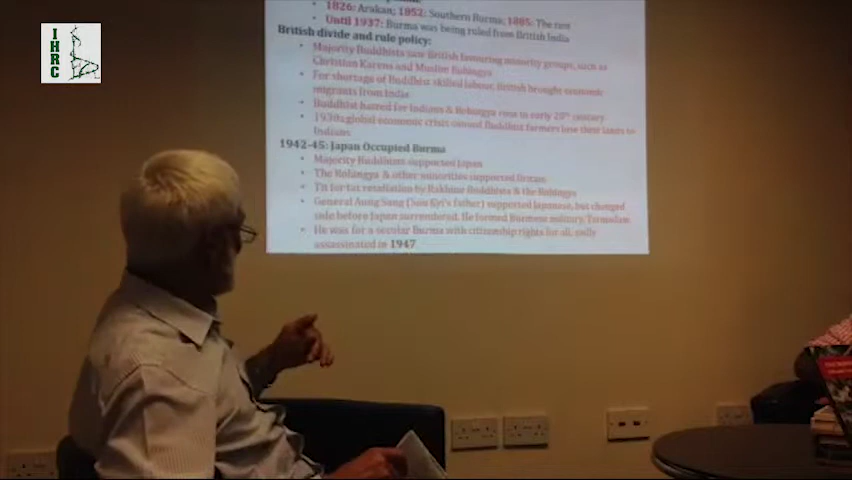 IHRC
1826: Arakan; 1852: Southern Burma; 1885: The rest
Until 1937: Burma was being ruled from British India
British divide and rule policy:
Majority Buddhists saw British favouring minority groups, such as
Christian Karens and Muslim Rohingya
For shortage of Buddhist skilled labour, British brought economic
migrants from India
Buddhist hatred for Indians & Rohingya rose in early 20th century
1930s global economic crisis caused Buddhist farmers lose their lands to
Indians
1942-45: Japan Occupied Burma
Majority Buddhists supported Japan
The Rohingya & other minorities supported Britain
Tit for tat retaliation by Rakhine Buddhists & the Rohingya
General Aung Sang (Suu Kyi's father) supported Japanese, but changed
side before Japan surrendered. He formed Burmese military, Tatmadaw
He was for a secular Burma with citizenship rights for all, sadly
assassinated in 1947